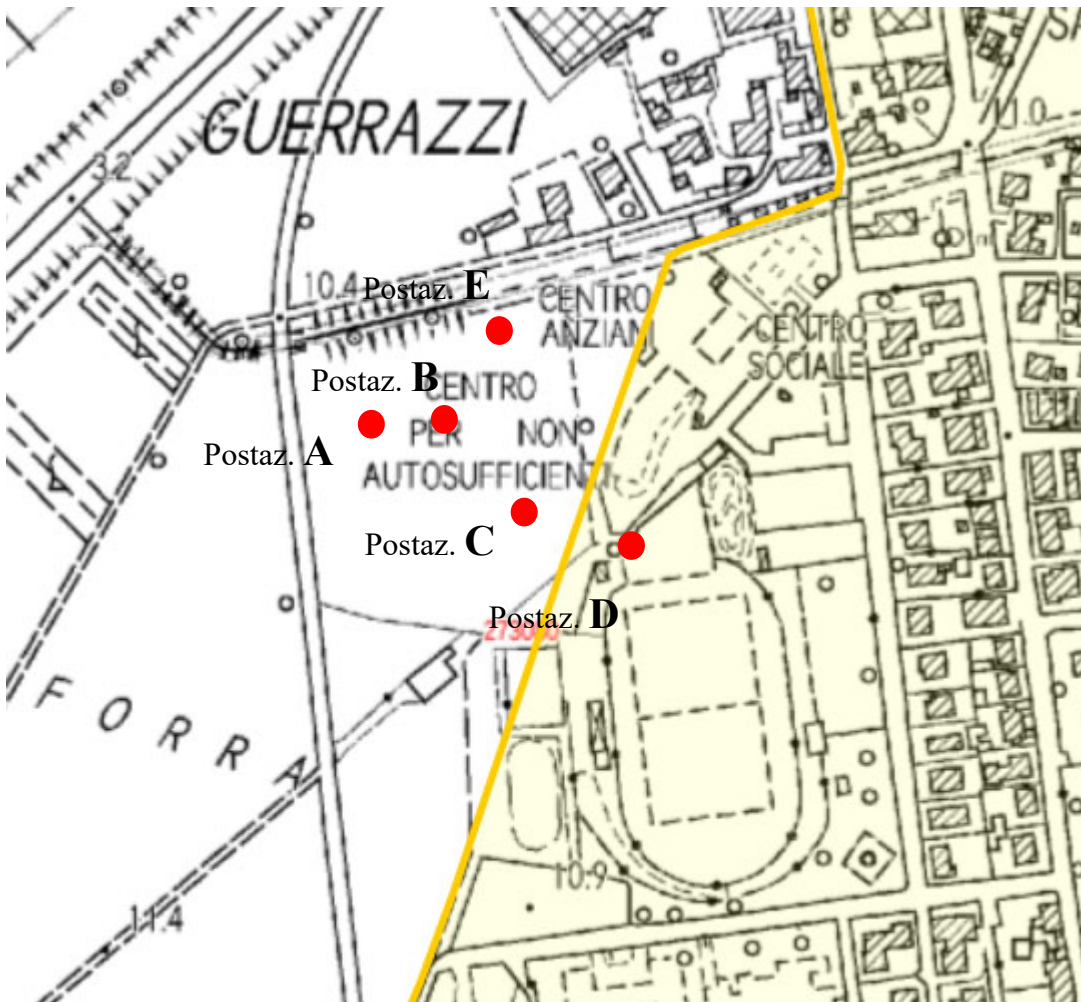 GUERRAZZI
11.0
3.2
10.4
Postaz. E
CENTRO
ANZIANI
CENTRO
SOCIALE
Postaz. B
CENTRO
PER NON
AUTOSUFFICIENTI
Postaz. A
Postaz. C
Postaz. D
FORRA
10.9
11.4